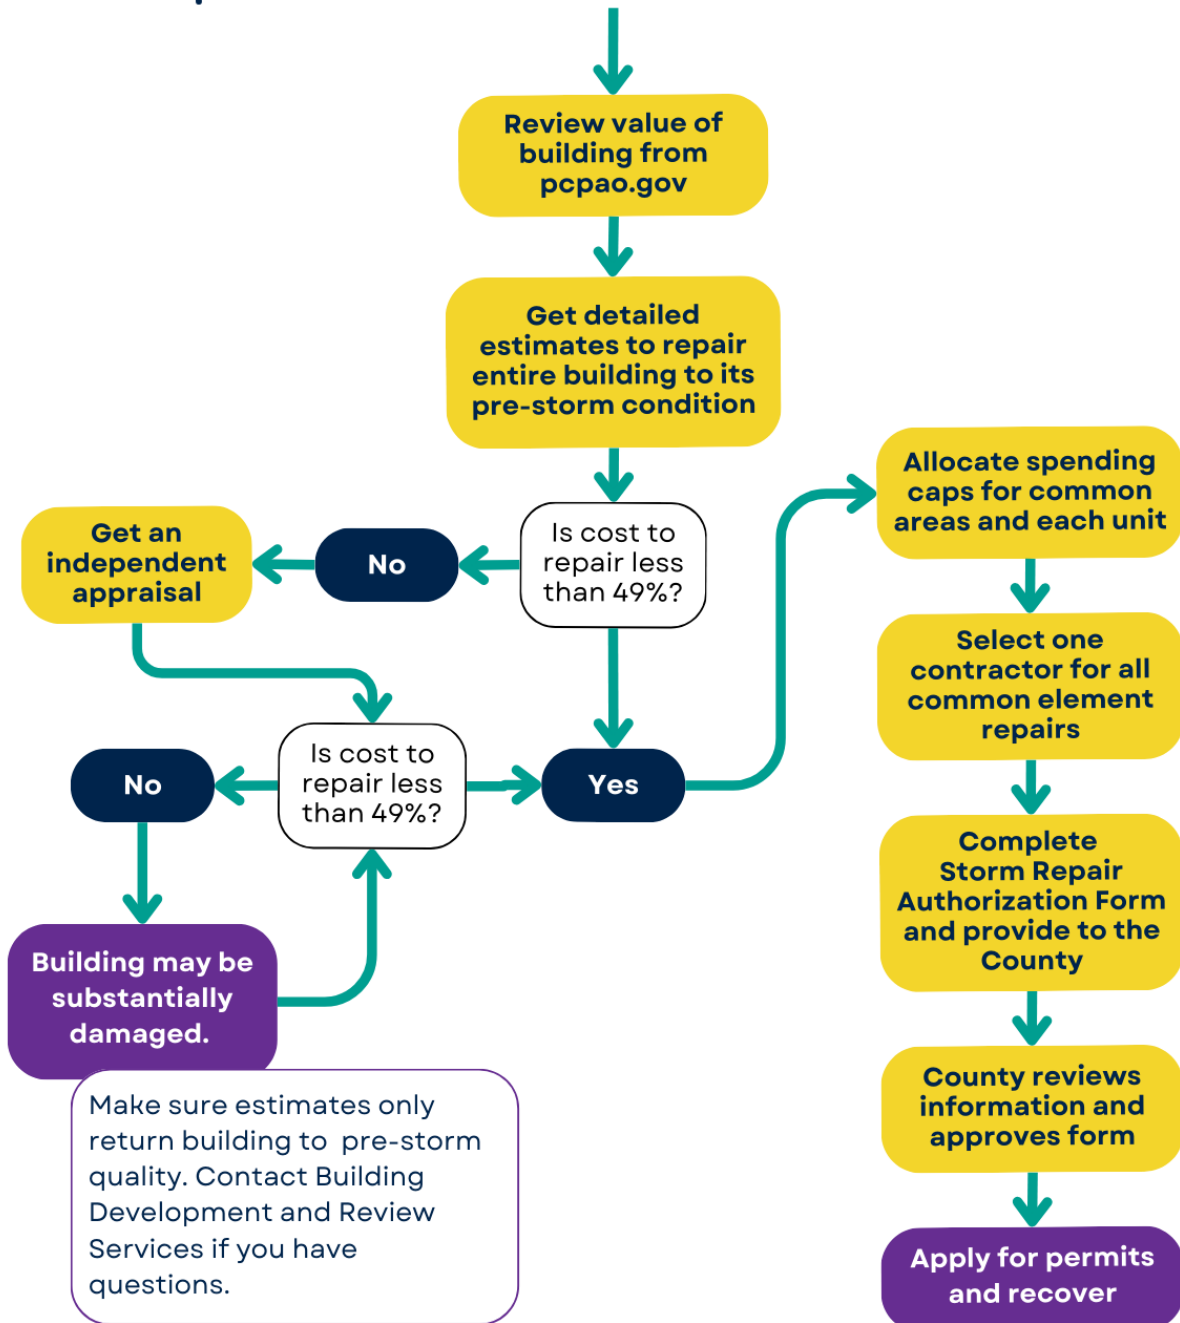 Review value of
building from
pcpao.gov
Get detailed
estimates to repair
entire building to its
pre-storm condition
Is cost to
repair less
than 49%?
No
Get an
independent
appraisal
Is cost to
repair less
than 49%?
No
Yes
Building may be
substantially
damaged.
Make sure estimates only
return building to pre-storm
quality. Contact Building
Development and Review
Services if you have
questions.
Allocate spending
caps for common
areas and each unit
Select one
contractor for all
common element
repairs
Complete
Storm Repair
Authorization Form
and provide to the
County
County reviews
information and
approves form
Apply for permits
and recover